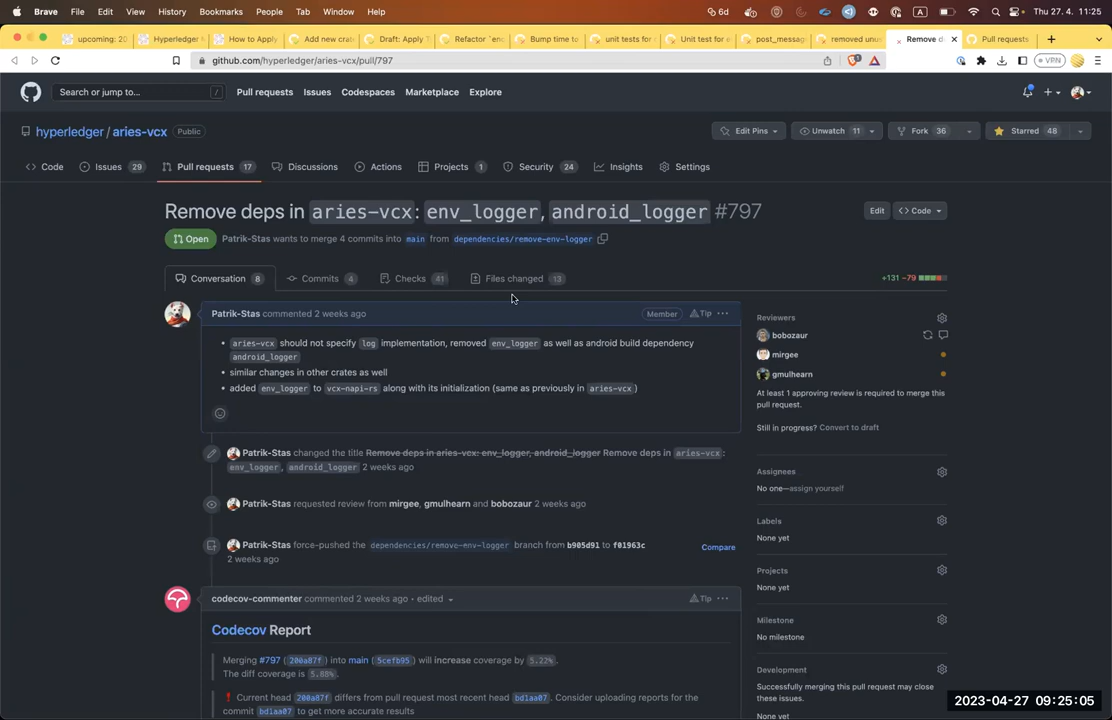 Brave File Edit View History Bookmarks People Tab Window Help 6d A Thu 27. 4. 11:25
upcoming: 20 Hyperledger How to Apply Add new crat Draft: Apply T Refactor `enc Bump time to unit tests for Unit test for e post_messag removed unu Remove de Pull requests
github.com/hyperledger/aries-vcx/pull/797 VPN
Search or jump to... / Pull requests Issues Codespaces Marketplace Explore
hyperledger / aries-vcx Public Edit Pins Unwatch 11 Fork 36 Starred 48
Code Issues 29 Pull requests 17 Discussions Actions Projects 1 Security 24 Insights Settings
Remove deps in aries-vcx: env_logger, android_logger #797 Edit <> Code
Open Patrik-Stas wants to merge 4 commits into main from dependencies/remove-env-logger
Conversation 8 Commits 4 Checks 41 Files changed 13 +131 −79
Patrik-Stas commented 2 weeks ago Member Tip ...
• aries-vcx should not specify log implementation, removed env_logger as well as android build dependency
android_logger
• similar changes in other crates as well
• added env_logger to vcx-napi-rs along with its initialization (same as previously in aries-vcx)
Patrik-Stas changed the title Remove deps in aries-vcx: env_logger, android_logger Remove deps in aries-vcx:
env_logger, android_logger 2 weeks ago
Patrik-Stas requested review from mirgee, gmulhearn and bobozaur 2 weeks ago
Patrik-Stas force-pushed the dependencies/remove-env-logger branch from b905d91 to f01963c Compare
2 weeks ago
codecov-commenter commented 2 weeks ago • edited Tip ...
Codecov Report
Merging #797 (200a87f) into main (5cefb95) will increase coverage by 5.22%.
The diff coverage is 5.88%.
❗ Current head 200a87f differs from pull request most recent head bd1aa07. Consider uploading reports for the
commit bd1aa07 to get more accurate results
Reviewers
bobozaur
mirgee
gmulhearn
At least 1 approving review is required to merge this
pull request.
Still in progress? Convert to draft
Assignees
No one—assign yourself
Labels
None yet
Projects
None yet
Milestone
No milestone
Development
Successfully merging this pull request may close
these issues.
None yet
2023-04-27 09:25:05